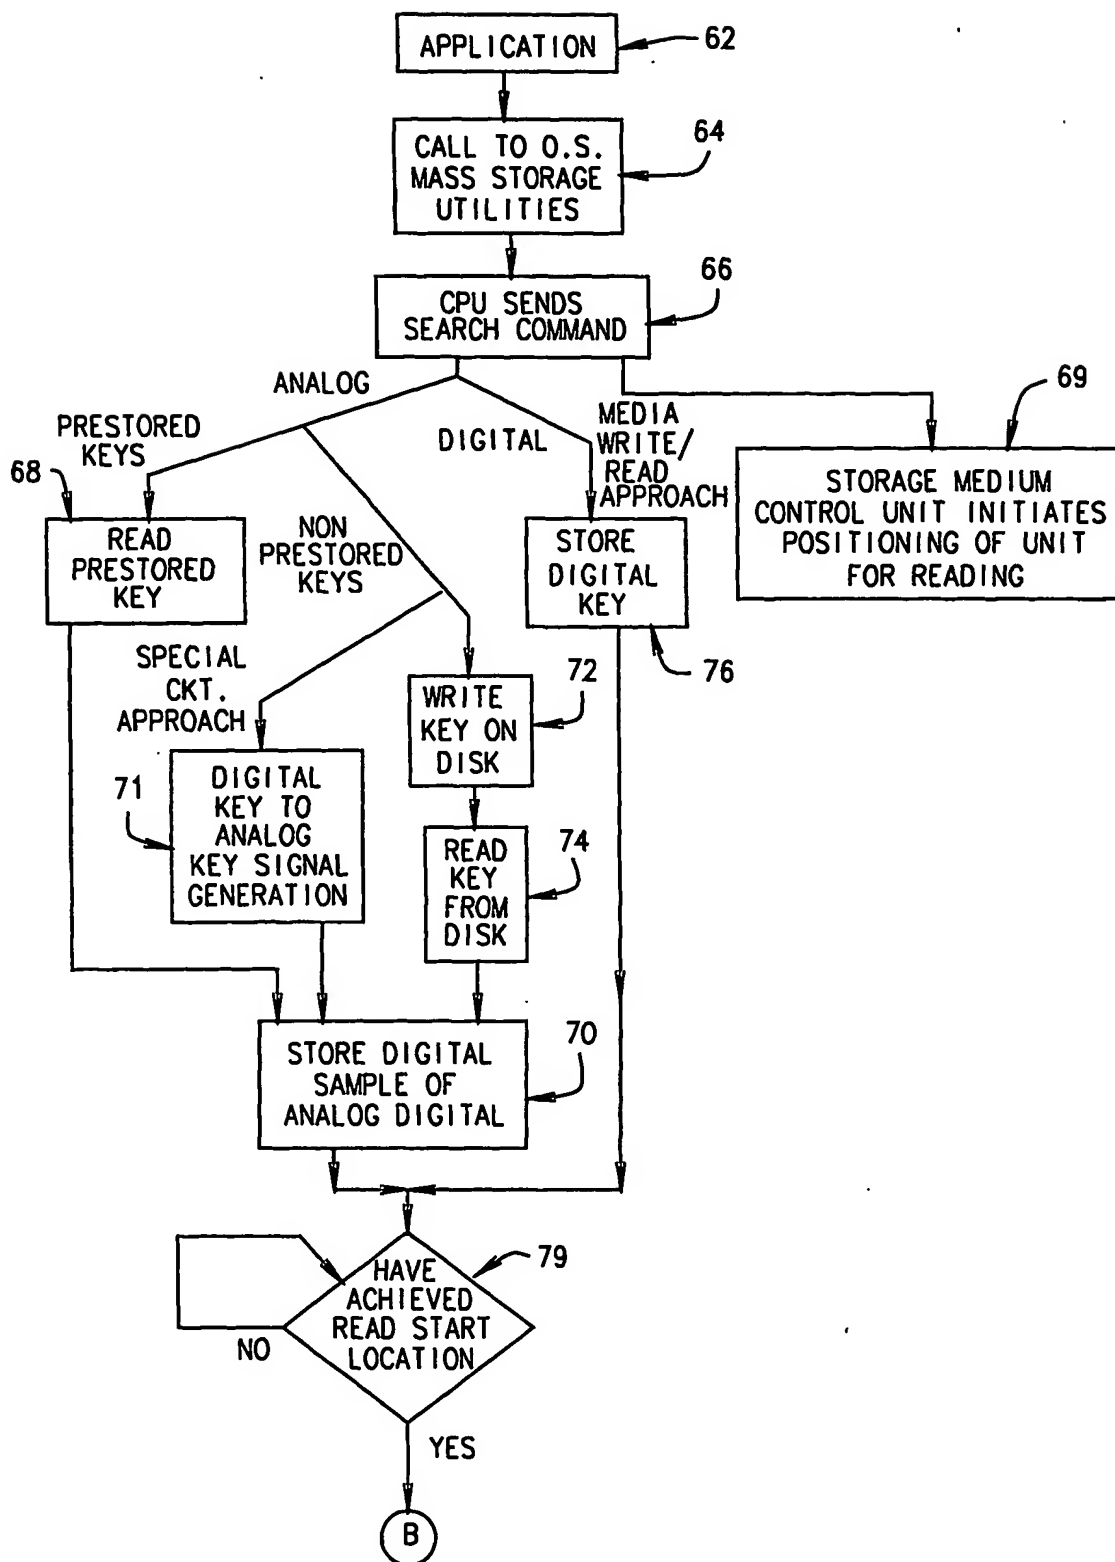 APPLICATION
62
CALL TO O.S.
MASS STORAGE
UTILITIES
64
CPU SENDS
SEARCH COMMAND
66
ANALOG
PRESTORED
KEYS
DIGITAL
MEDIA
WRITE/
READ
APPROACH
69
STORAGE MEDIUM
CONTROL UNIT INITIATES
POSITIONING OF UNIT
FOR READING
68
READ
PRESTORED
KEY
NON
PRESTORED
KEYS
STORE
DIGITAL
KEY
76
SPECIAL
CKT.
APPROACH
72
WRITE
KEY ON
DISK
71
DIGITAL
KEY TO
ANALOG
KEY SIGNAL
GENERATION
74
READ
KEY
FROM
DISK
70
STORE DIGITAL
SAMPLE OF
ANALOG DIGITAL
79
HAVE
ACHIEVED
READ START
LOCATION
NO
YES
B